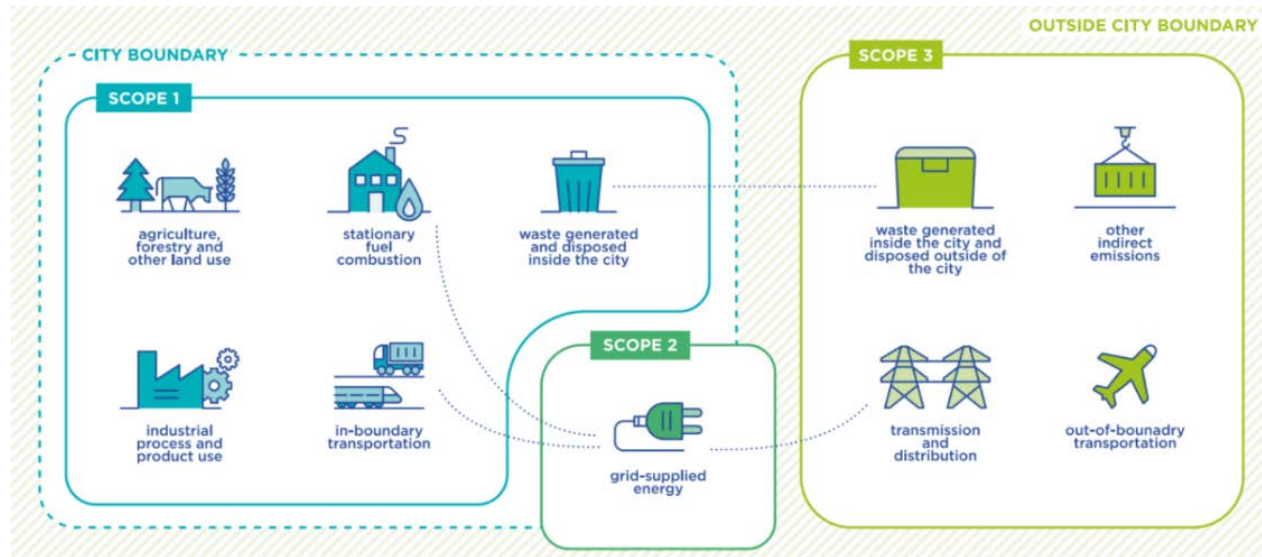 OUTSIDE CITY BOUNDARY
CITY BOUNDARY
SCOPE 1
agriculture,
forestry and
other land use
stationary
fuel
combustion
waste generated
and disposed
inside the city
industrial
process and
product use
in-boundary
transportation
SCOPE 2
grid-supplied
energy
SCOPE 3
waste generated
inside the city and
disposed outside of
the city
other
indirect
emissions
transmission
and
distribution
out-of-bounadry
transportation